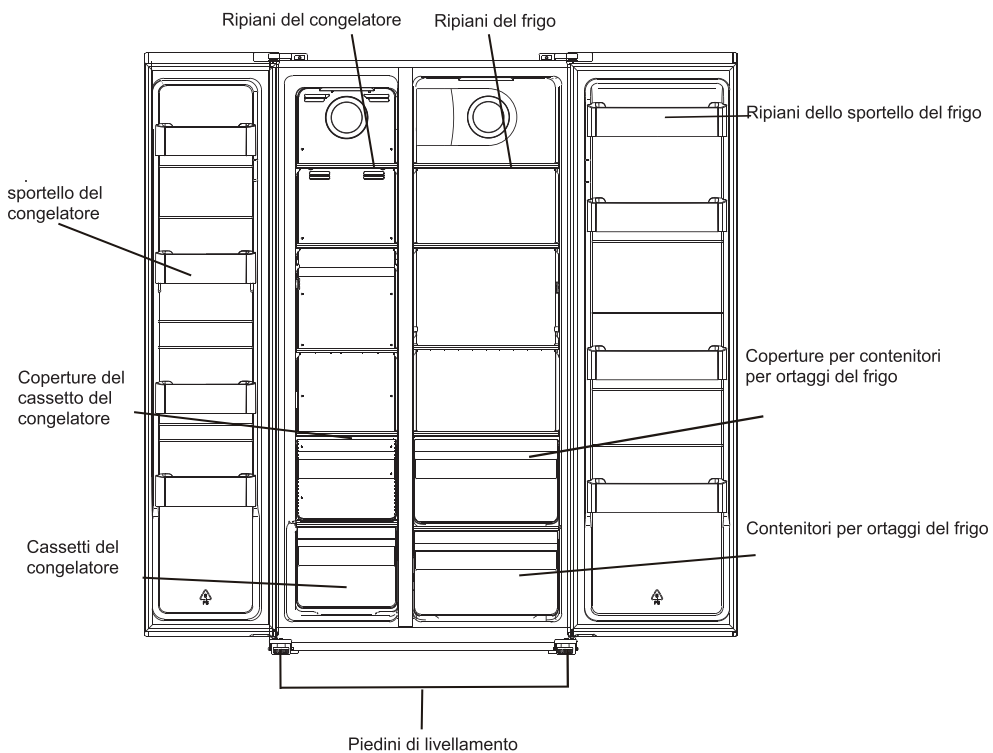 Ripiani del congelatore
Ripiani del frigo
Ripiani dello sportello del frigo
sportello del
congelatore
Coperture per contenitori
per ortaggi del frigo
Coperture del
cassetto del
congelatore
Contenitori per ortaggi del frigo
Cassetti del
congelatore
Piedini di livellamento